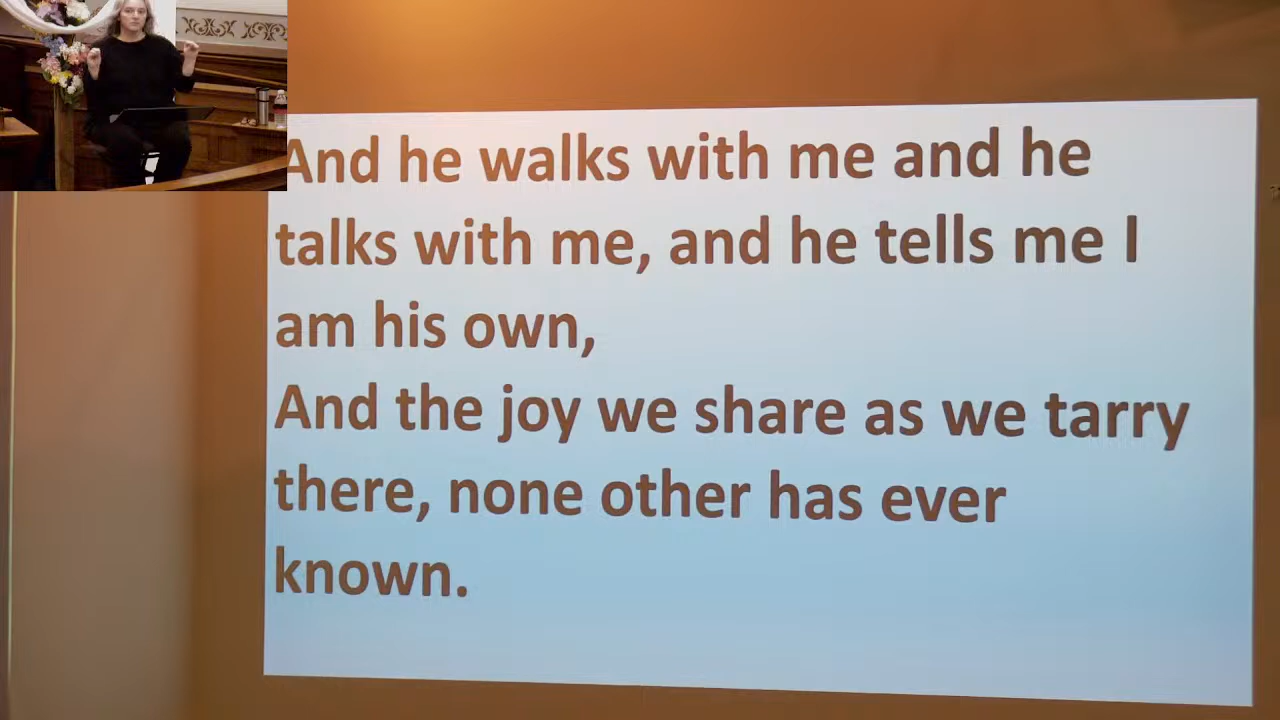 And he walks with me and he
talks with me, and he tells me I
am his own,
And the joy we share as we tarry
there, none other has ever
known.